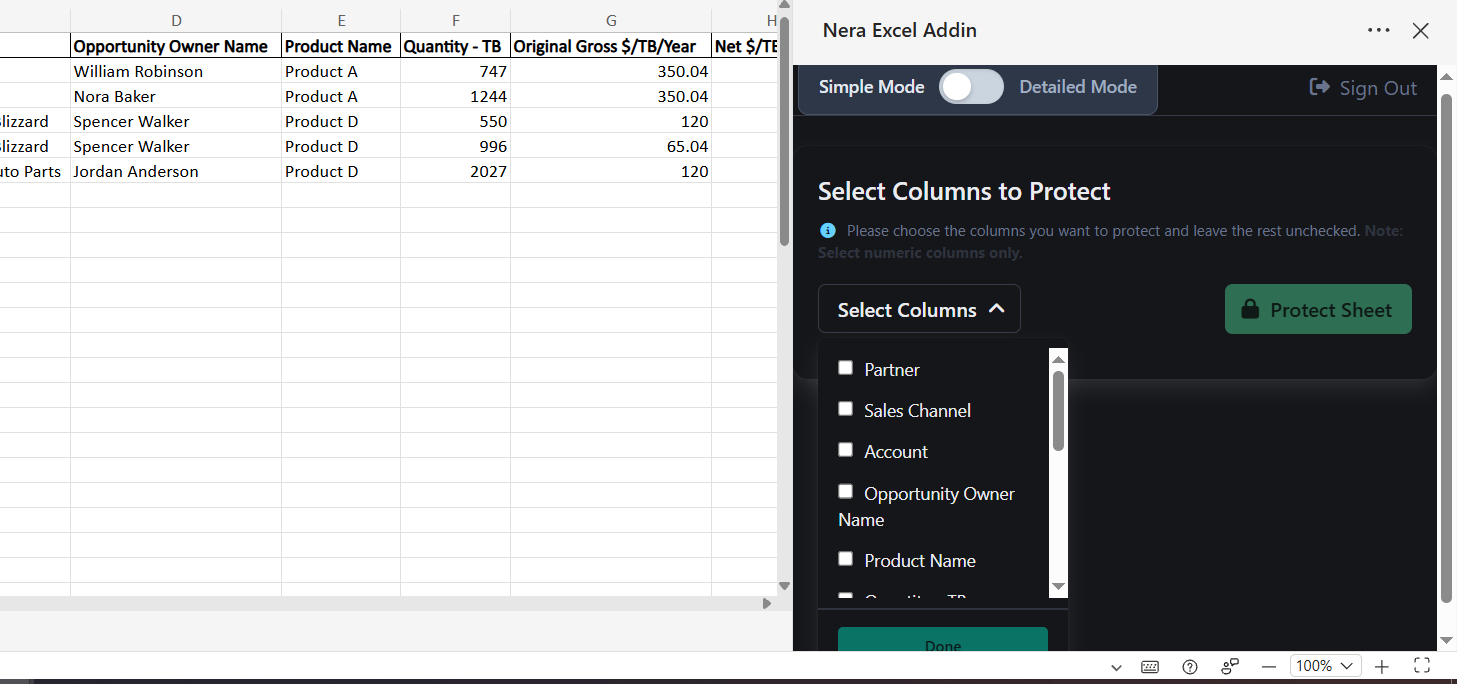 D E F G H
Opportunity Owner Name Product Name Quantity - TB Original Gross $/TB/Year Net $/TE
William Robinson Product A 747 350.04
Nora Baker Product A 1244 350.04
lizzard Spencer Walker Product D 550 120
lizzard Spencer Walker Product D 996 65.04
uto Parts Jordan Anderson Product D 2027 120
Nera Excel Addin
Simple Mode Detailed Mode Sign Out
Select Columns to Protect
Please choose the columns you want to protect and leave the rest unchecked. Note:
Select numeric columns only.
Select Columns Protect Sheet
Partner
Sales Channel
Account
Opportunity Owner
Name
Product Name
Quantity - TB
Done
100%